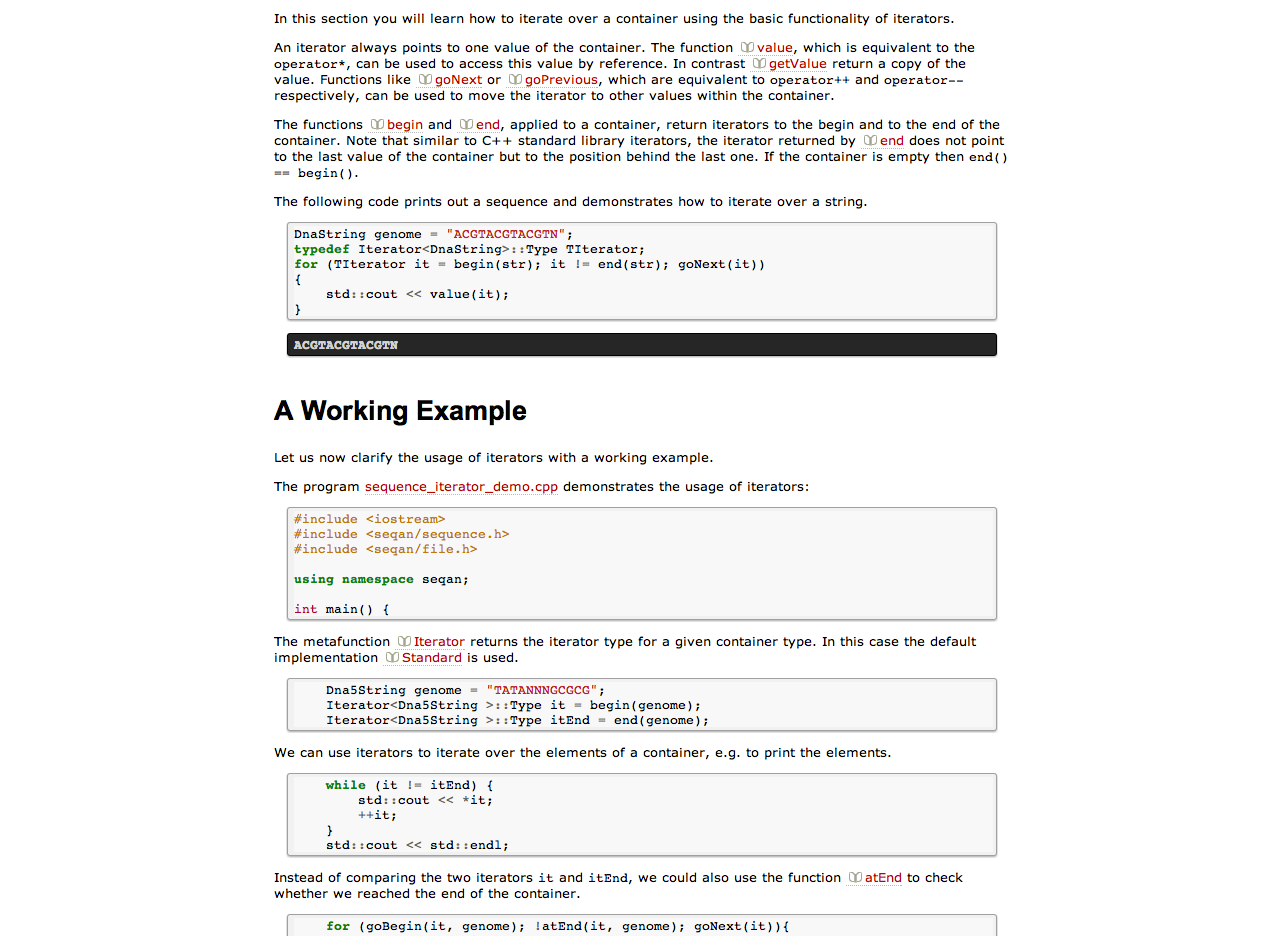 In this section you will learn how to iterate over a container using the basic functionality of iterators.
An iterator always points to one value of the container. The function value, which is equivalent to the
operator*, can be used to access this value by reference. In contrast getValue return a copy of the
value. Functions like goNext or goPrevious, which are equivalent to operator++ and operator--
respectively, can be used to move the iterator to other values within the container.
The functions begin and end, applied to a container, return iterators to the begin and to the end of the
container. Note that similar to C++ standard library iterators, the iterator returned by end does not point
to the last value of the container but to the position behind the last one. If the container is empty then end()
== begin().
The following code prints out a sequence and demonstrates how to iterate over a string.
DnaString genome = "ACGTACGTACGTN";
typedef Iterator<DnaString>::Type TIterator;
for (TIterator it = begin(str); it != end(str); goNext(it))
{
    std::cout << value(it);
}
ACGTACGTACGTN
A Working Example
Let us now clarify the usage of iterators with a working example.
The program sequence_iterator_demo.cpp demonstrates the usage of iterators:
#include <iostream>
#include <seqan/sequence.h>
#include <seqan/file.h>
using namespace seqan;
int main() {
The metafunction Iterator returns the iterator type for a given container type. In this case the default
implementation Standard is used.
    Dna5String genome = "TATANNNGCGCG";
    Iterator<Dna5String >::Type it = begin(genome);
    Iterator<Dna5String >::Type itEnd = end(genome);
We can use iterators to iterate over the elements of a container, e.g. to print the elements.
    while (it != itEnd) {
        std::cout << *it;
        ++it;
    }
    std::cout << std::endl;
Instead of comparing the two iterators it and itEnd, we could also use the function atEnd to check
whether we reached the end of the container.
    for (goBegin(it, genome); !atEnd(it, genome); goNext(it)){